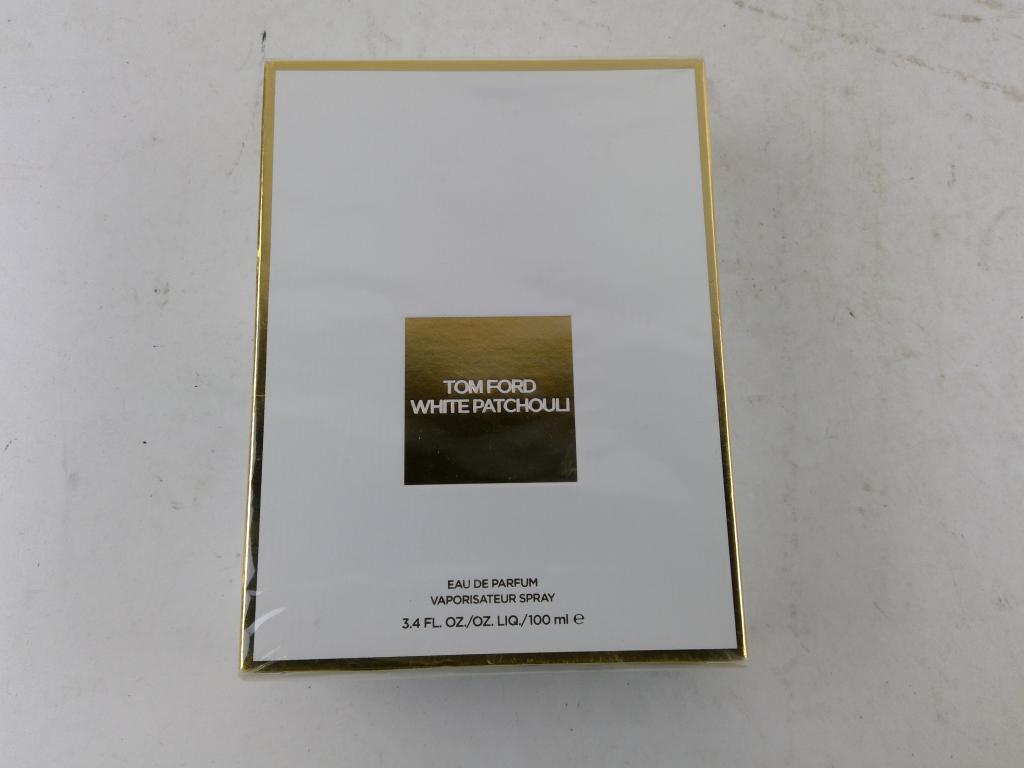 TOM FORD
WHITE PATCHOULI
EAU DE PARFUM
VAPORISATEUR SPRAY
3.4 FL. OZ./OZ. LIQ./100 ml ℮